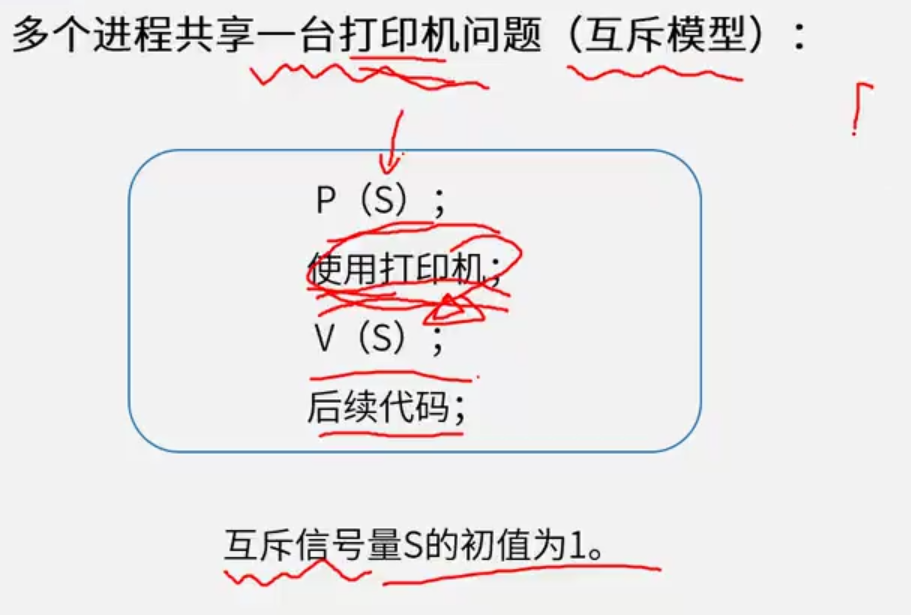 多个进程共享一台打印机问题（互斥模型）：
P（S）；
使用打印机；
V（S）；
后续代码；
互斥信号量S的初值为1。